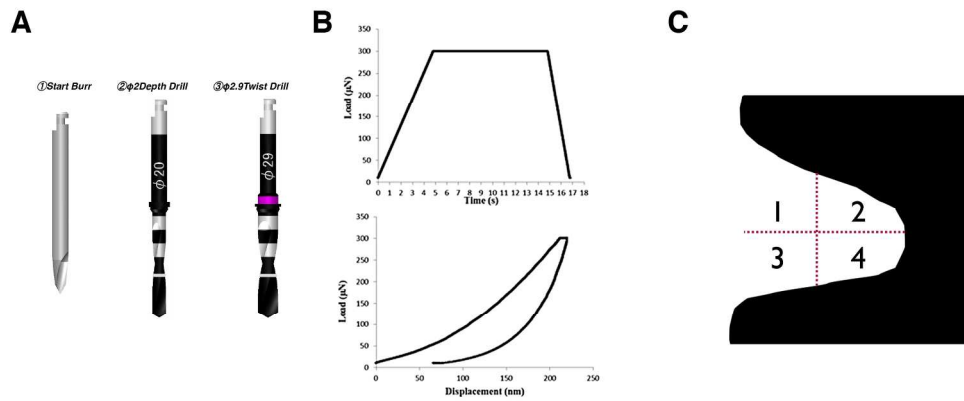 A
①Start Burr
②ϕ2Depth Drill
③ϕ2.9Twist Drill
ϕ 20
ϕ 29
B
350
300
250
200
150
100
50
0
Load (µN)
0 1 2 3 4 5 6 7 8 9 10 11 12 13 14 15 16 17 18
Time (s)
350
300
250
200
150
100
50
0
Load (µN)
0 50 100 150 200 250
Displacement (nm)
C
1 2
3 4